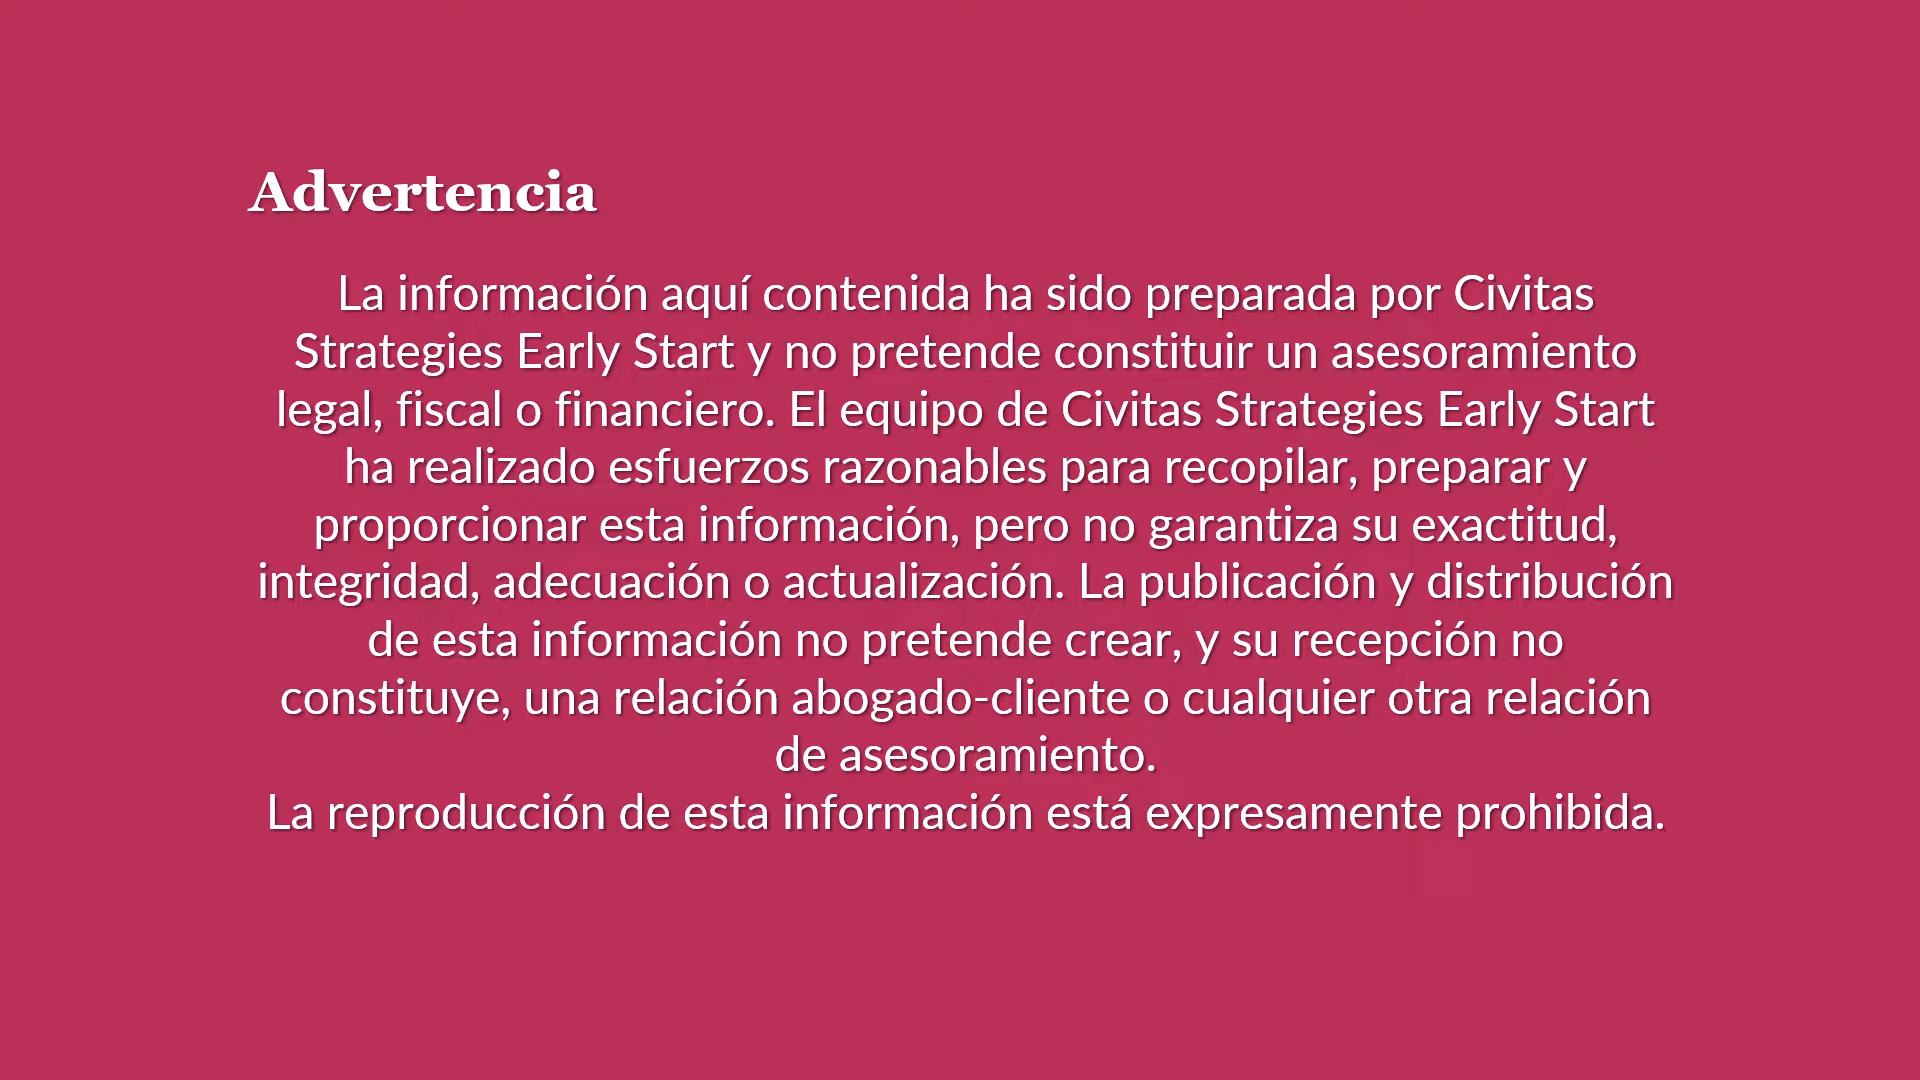 Advertencia
La información aquí contenida ha sido preparada por Civitas
Strategies Early Start y no pretende constituir un asesoramiento
legal, fiscal o financiero. El equipo de Civitas Strategies Early Start
ha realizado esfuerzos razonables para recopilar, preparar y
proporcionar esta información, pero no garantiza su exactitud,
integridad, adecuación o actualización. La publicación y distribución
de esta información no pretende crear, y su recepción no
constituye, una relación abogado-cliente o cualquier otra relación
de asesoramiento.
La reproducción de esta información está expresamente prohibida.